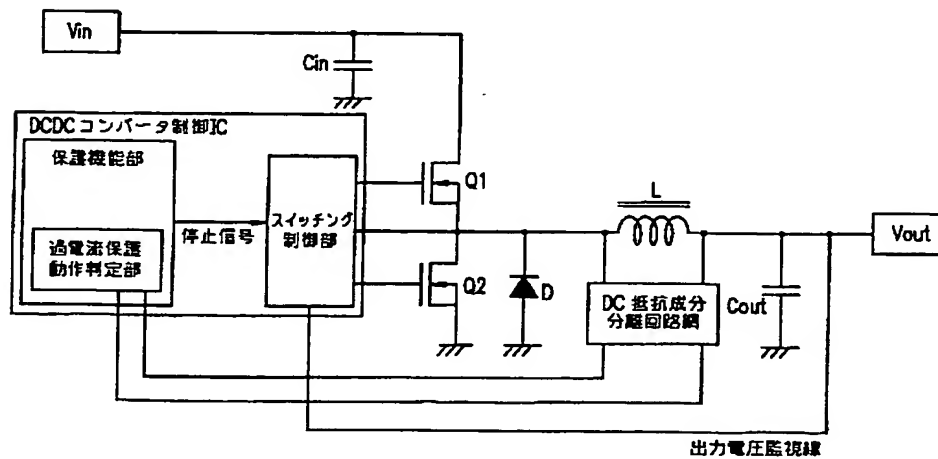 Vin
Cin
DCDCコンバータ制御IC
保護機能部
Q1
L
停止信号
スイッチング
制御部
Vout
過電流保護
動作判定部
Q2
D
DC 抵抗成分
分離回路網
Cout
出力電圧監視線